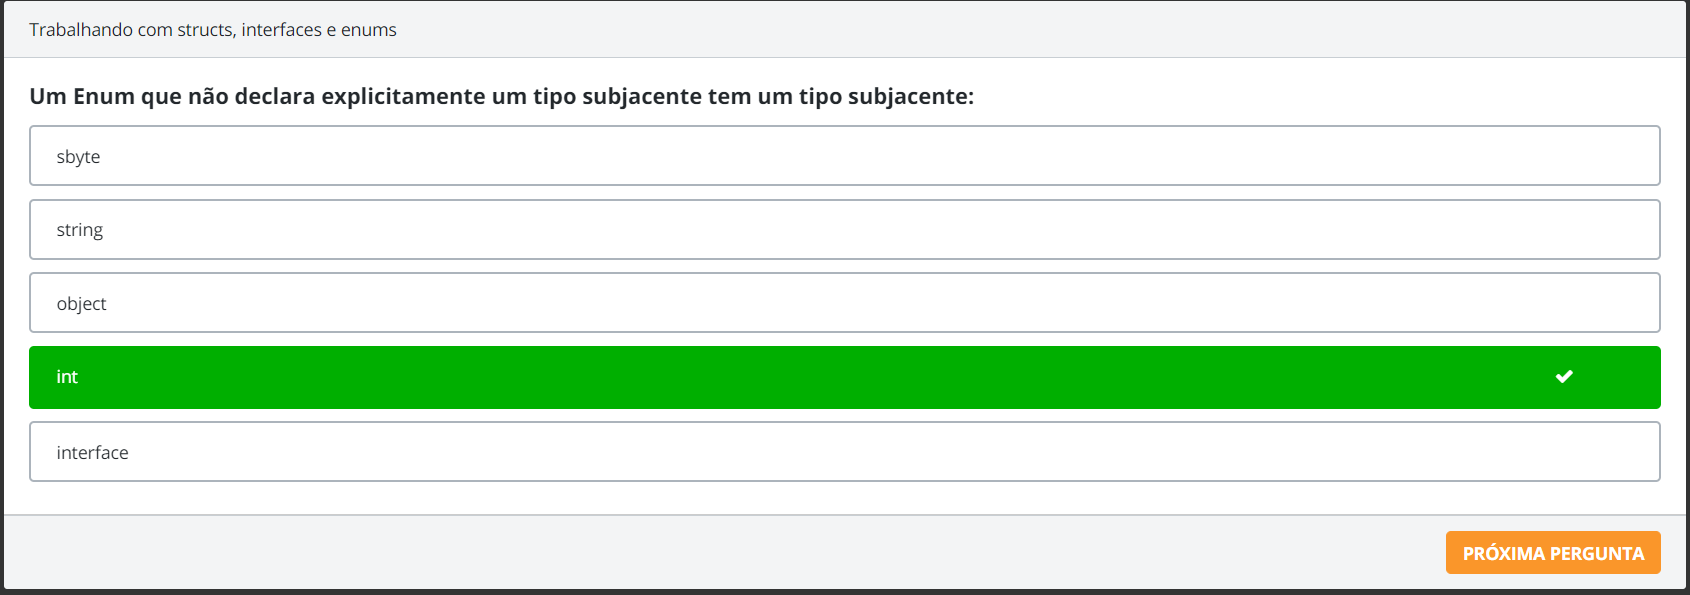 Trabalhando com structs, interfaces e enums
Um Enum que não declara explicitamente um tipo subjacente tem um tipo subjacente:
sbyte
string
object
int
interface
PRÓXIMA PERGUNTA